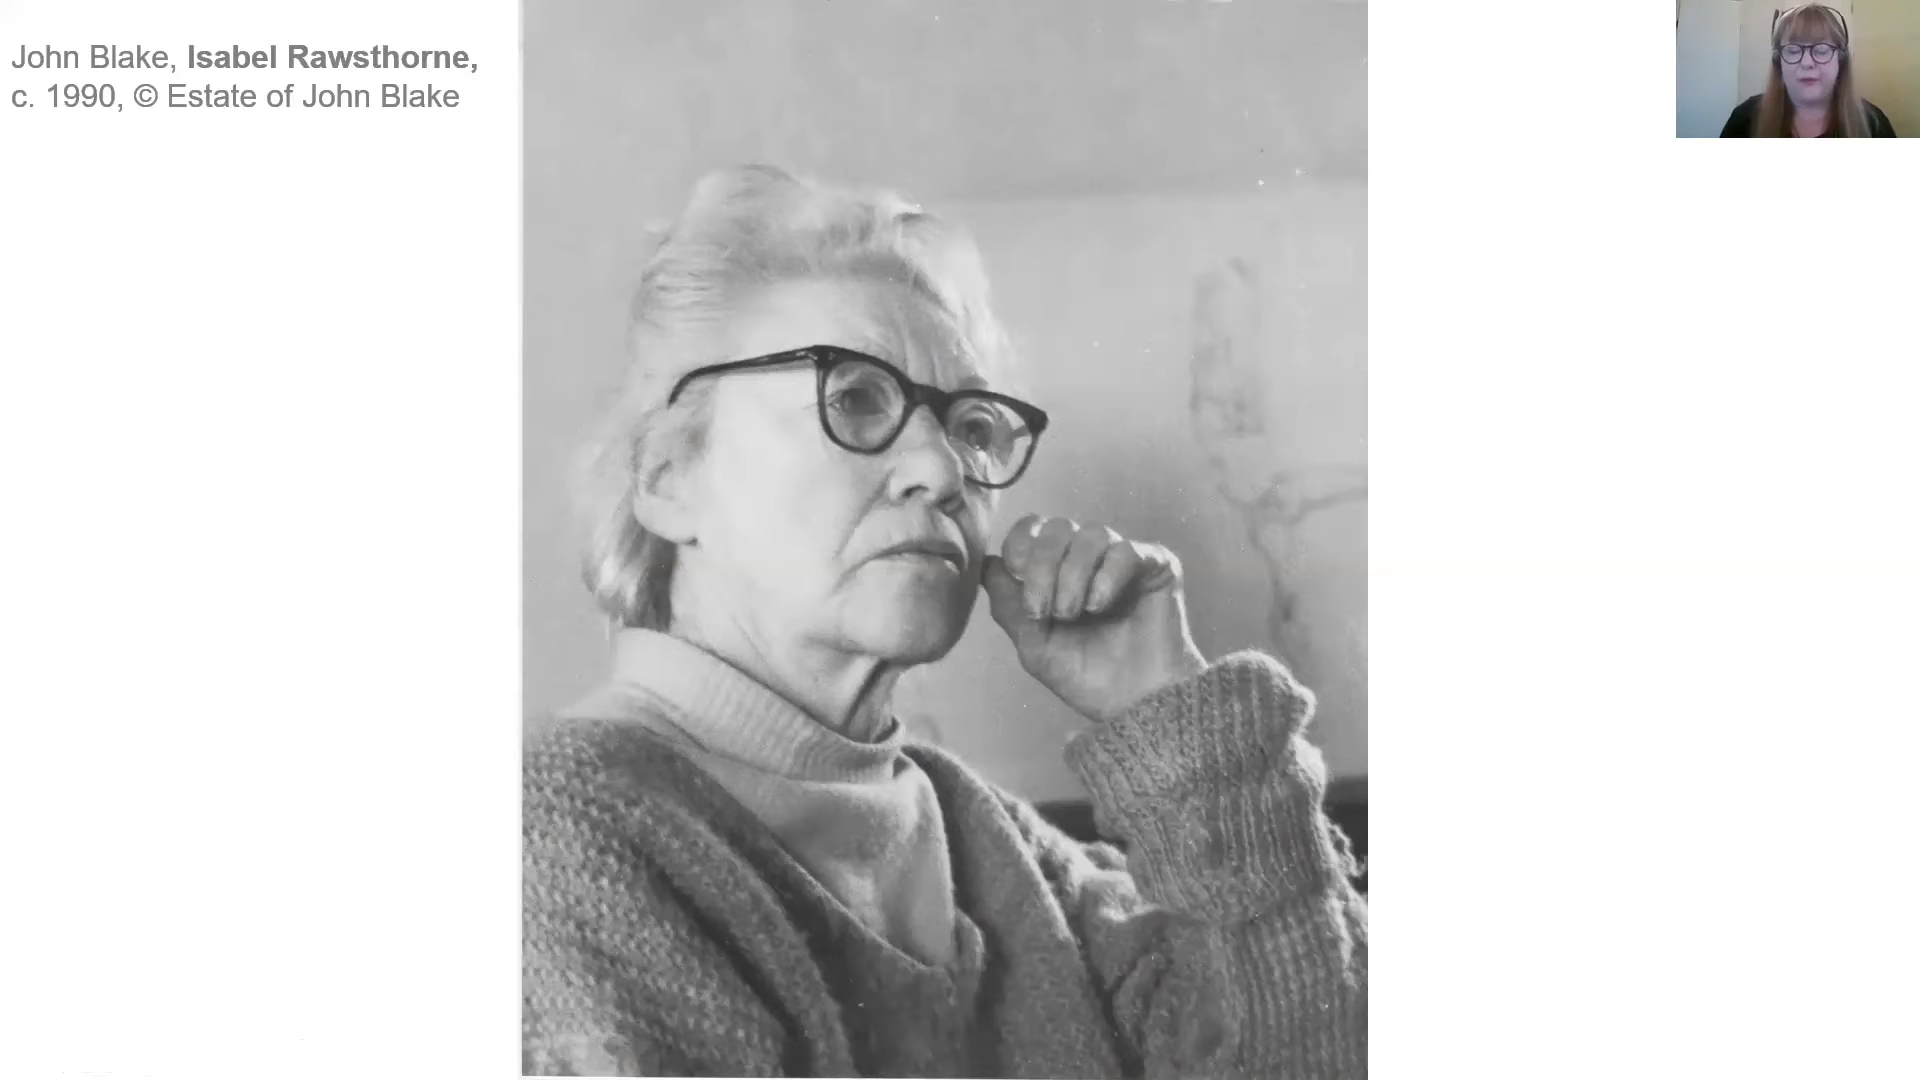 John Blake, Isabel Rawsthorne,
c. 1990, © Estate of John Blake